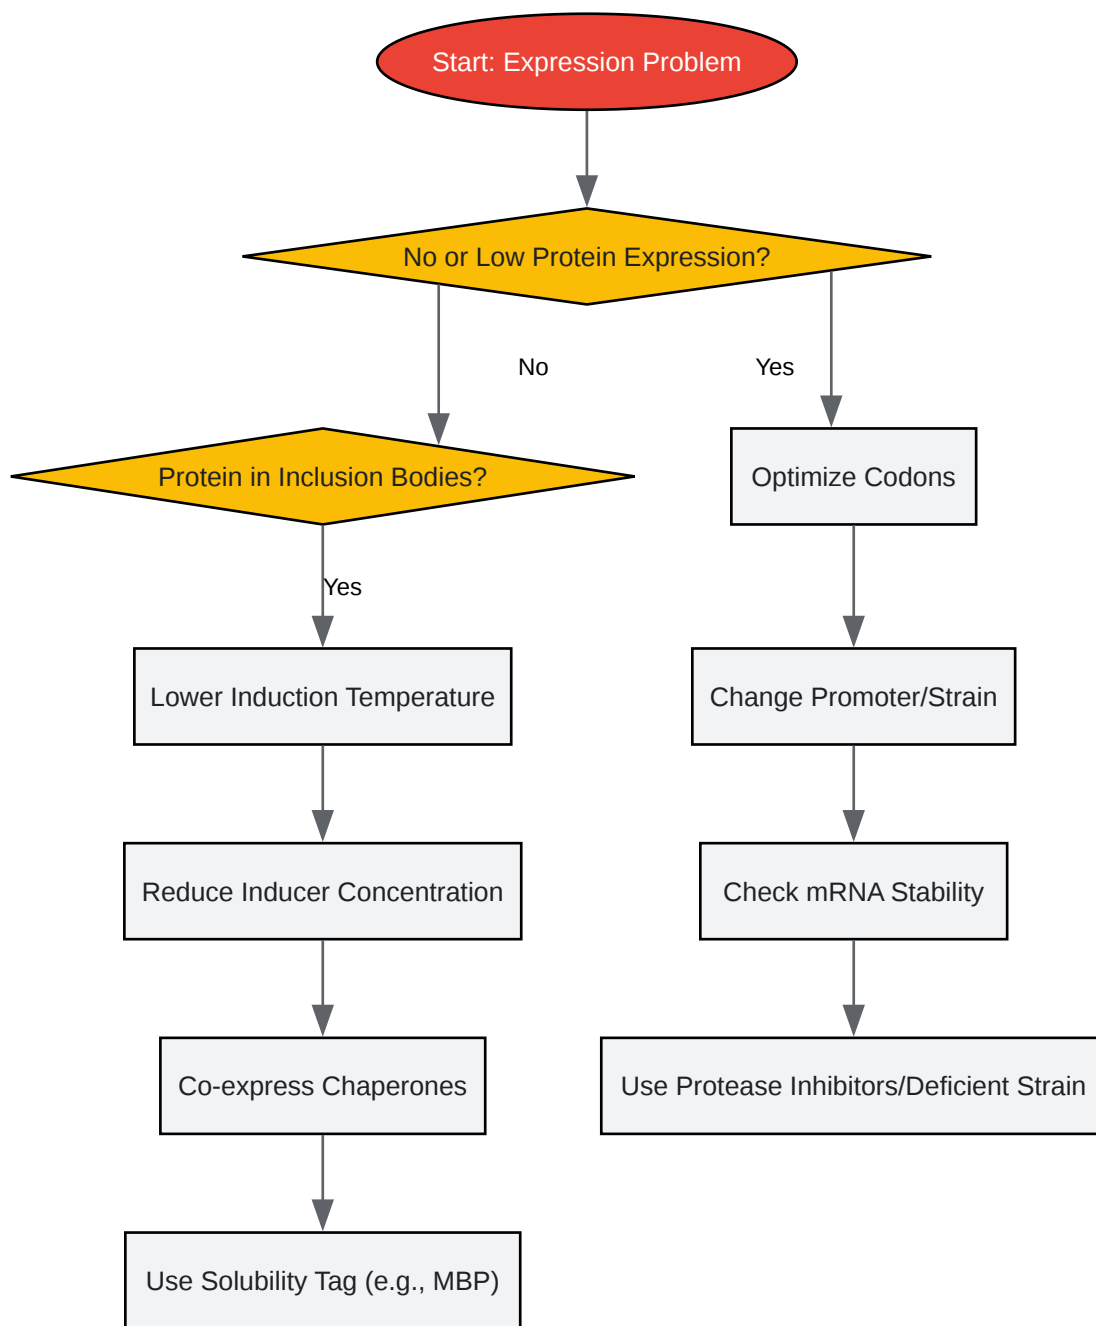 Start: Expression Problem
No or Low Protein Expression?
No
Yes
Protein in Inclusion Bodies?
Optimize Codons
Yes
Lower Induction Temperature
Change Promoter/Strain
Reduce Inducer Concentration
Check mRNA Stability
Co-express Chaperones
Use Protease Inhibitors/Deficient Strain
Use Solubility Tag (e.g., MBP)